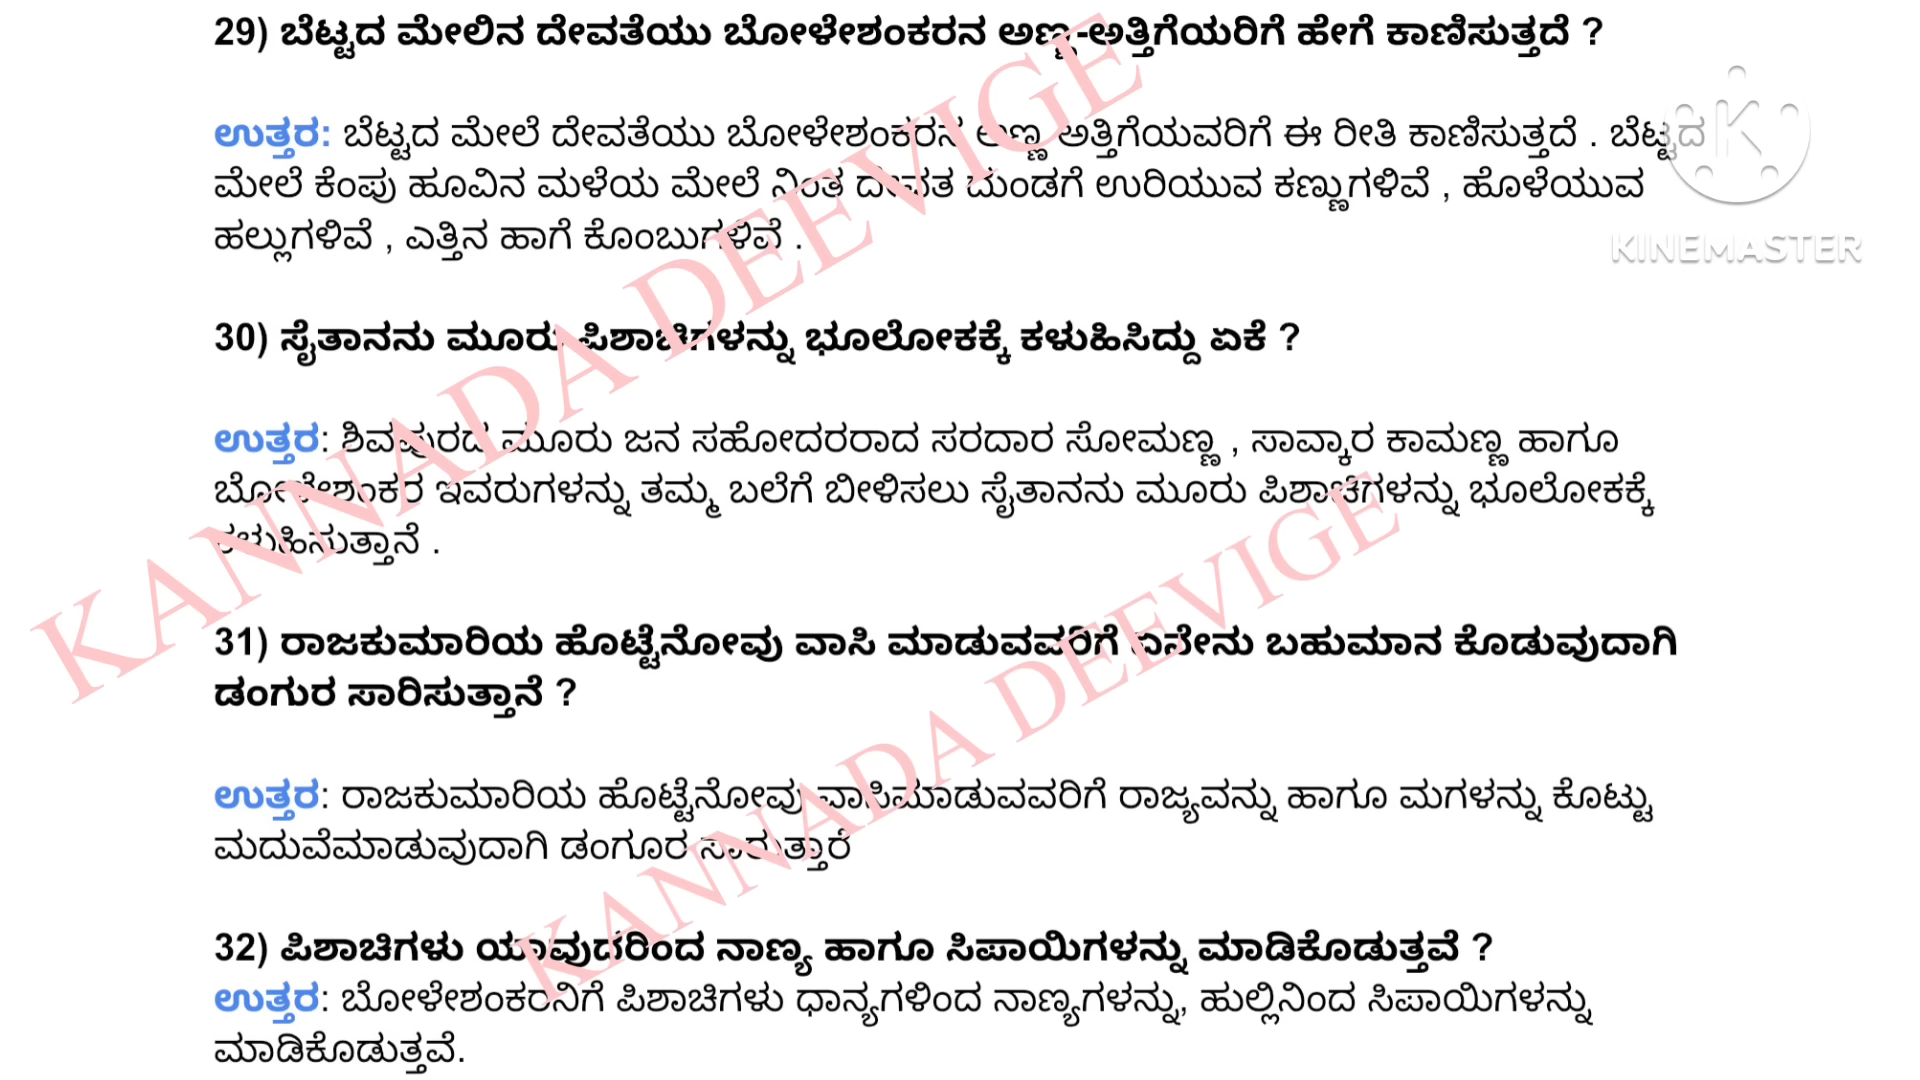 29) ಬೆಟ್ಟದ ಮೇಲಿನ ದೇವತೆಯು ಬೋಳೇಶಂಕರನ ಅಣ್ಣ-ಅತ್ತಿಗೆಯರಿಗೆ ಹೇಗೆ ಕಾಣಿಸುತ್ತದೆ ?
ಉತ್ತರ: ಬೆಟ್ಟದ ಮೇಲೆ ದೇವತೆಯು ಬೋಳೇಶಂಕರನ ಅಣ್ಣ ಅತ್ತಿಗೆಯವರಿಗೆ ಈ ರೀತಿ ಕಾಣಿಸುತ್ತದೆ . ಬೆಟ್ಟದ
ಮೇಲೆ ಕೆಂಪು ಹೂವಿನ ಮಳೆಯ ಮೇಲೆ ನಿಂತ ಉರಿಯುವ ಕಣ್ಣುಗಳಿವೆ , ಹೊಳೆಯುವ
ಹಲ್ಲುಗಳಿವೆ , ಎತ್ತಿನ ಹಾಗೆ ಕೊಂಬುಗಳಿವೆ .
30) ಸೈತಾನನು ಮೂರು ಪಿಶಾಚಿಗಳನ್ನು ಭೂಲೋಕಕ್ಕೆ ಕಳುಹಿಸಿದ್ದು ಏಕೆ ?
ಉತ್ತರ: ಶಿವಪುರದ ಮೂರು ಜನ ಸಹೋದರರಾದ ಸರದಾರ ಸೋಮಣ್ಣ , ಸಾವ್ಕಾರ ಕಾಮಣ್ಣ ಹಾಗೂ
ಬೋಳೇಶಂಕರ ಇವರುಗಳನ್ನು ತಮ್ಮ ಬಲೆಗೆ ಬೀಳಿಸಲು ಸೈತಾನನು ಮೂರು ಪಿಶಾಚಿಗಳನ್ನು ಭೂಲೋಕಕ್ಕೆ
ಕಳುಹಿಸುತ್ತಾನೆ .
31) ರಾಜಕುಮಾರಿಯ ಹೊಟ್ಟೆನೋವು ವಾಸಿ ಮಾಡುವವರಿಗೆ ಏನೇನು ಬಹುಮಾನ ಕೊಡುವುದಾಗಿ
ಡಂಗುರ ಸಾರಿಸುತ್ತಾನೆ ?
ಉತ್ತರ: ರಾಜಕುಮಾರಿಯ ಹೊಟ್ಟೆನೋವು ವಾಸಿಮಾಡುವವರಿಗೆ ರಾಜ್ಯವನ್ನು ಹಾಗೂ ಮಗಳನ್ನು ಕೊಟ್ಟು
ಮದುವೆಮಾಡುವುದಾಗಿ ಡಂಗೂರ ಸಾರುತ್ತಾರೆ
32) ಪಿಶಾಚಿಗಳು ಯಾವುದರಿಂದ ನಾಣ್ಯ ಹಾಗೂ ಸಿಪಾಯಿಗಳನ್ನು ಮಾಡಿಕೊಡುತ್ತವೆ ?
ಉತ್ತರ: ಬೋಳೇಶಂಕರನಿಗೆ ಪಿಶಾಚಿಗಳು ಧಾನ್ಯಗಳಿಂದ ನಾಣ್ಯಗಳನ್ನು, ಹುಲ್ಲಿನಿಂದ ಸಿಪಾಯಿಗಳನ್ನು
ಮಾಡಿಕೊಡುತ್ತವೆ.
KANNADA DEEVIGE
KANNADA DEEVIGE
K
KINEMASTER